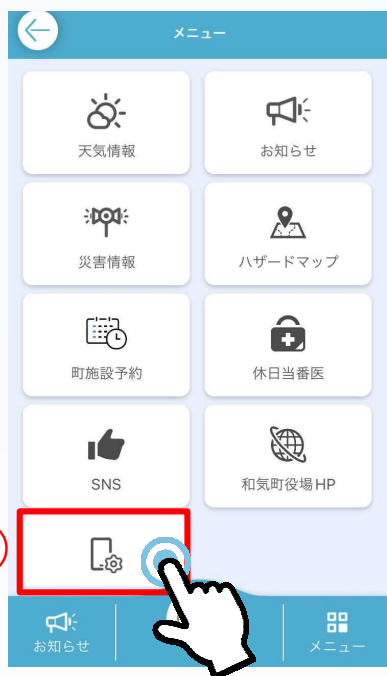 メニュー
天気情報
お知らせ
災害情報
ハザードマップ
町施設予約
休日当番医
SNS
和気町役場HP
お知らせ
メニュー